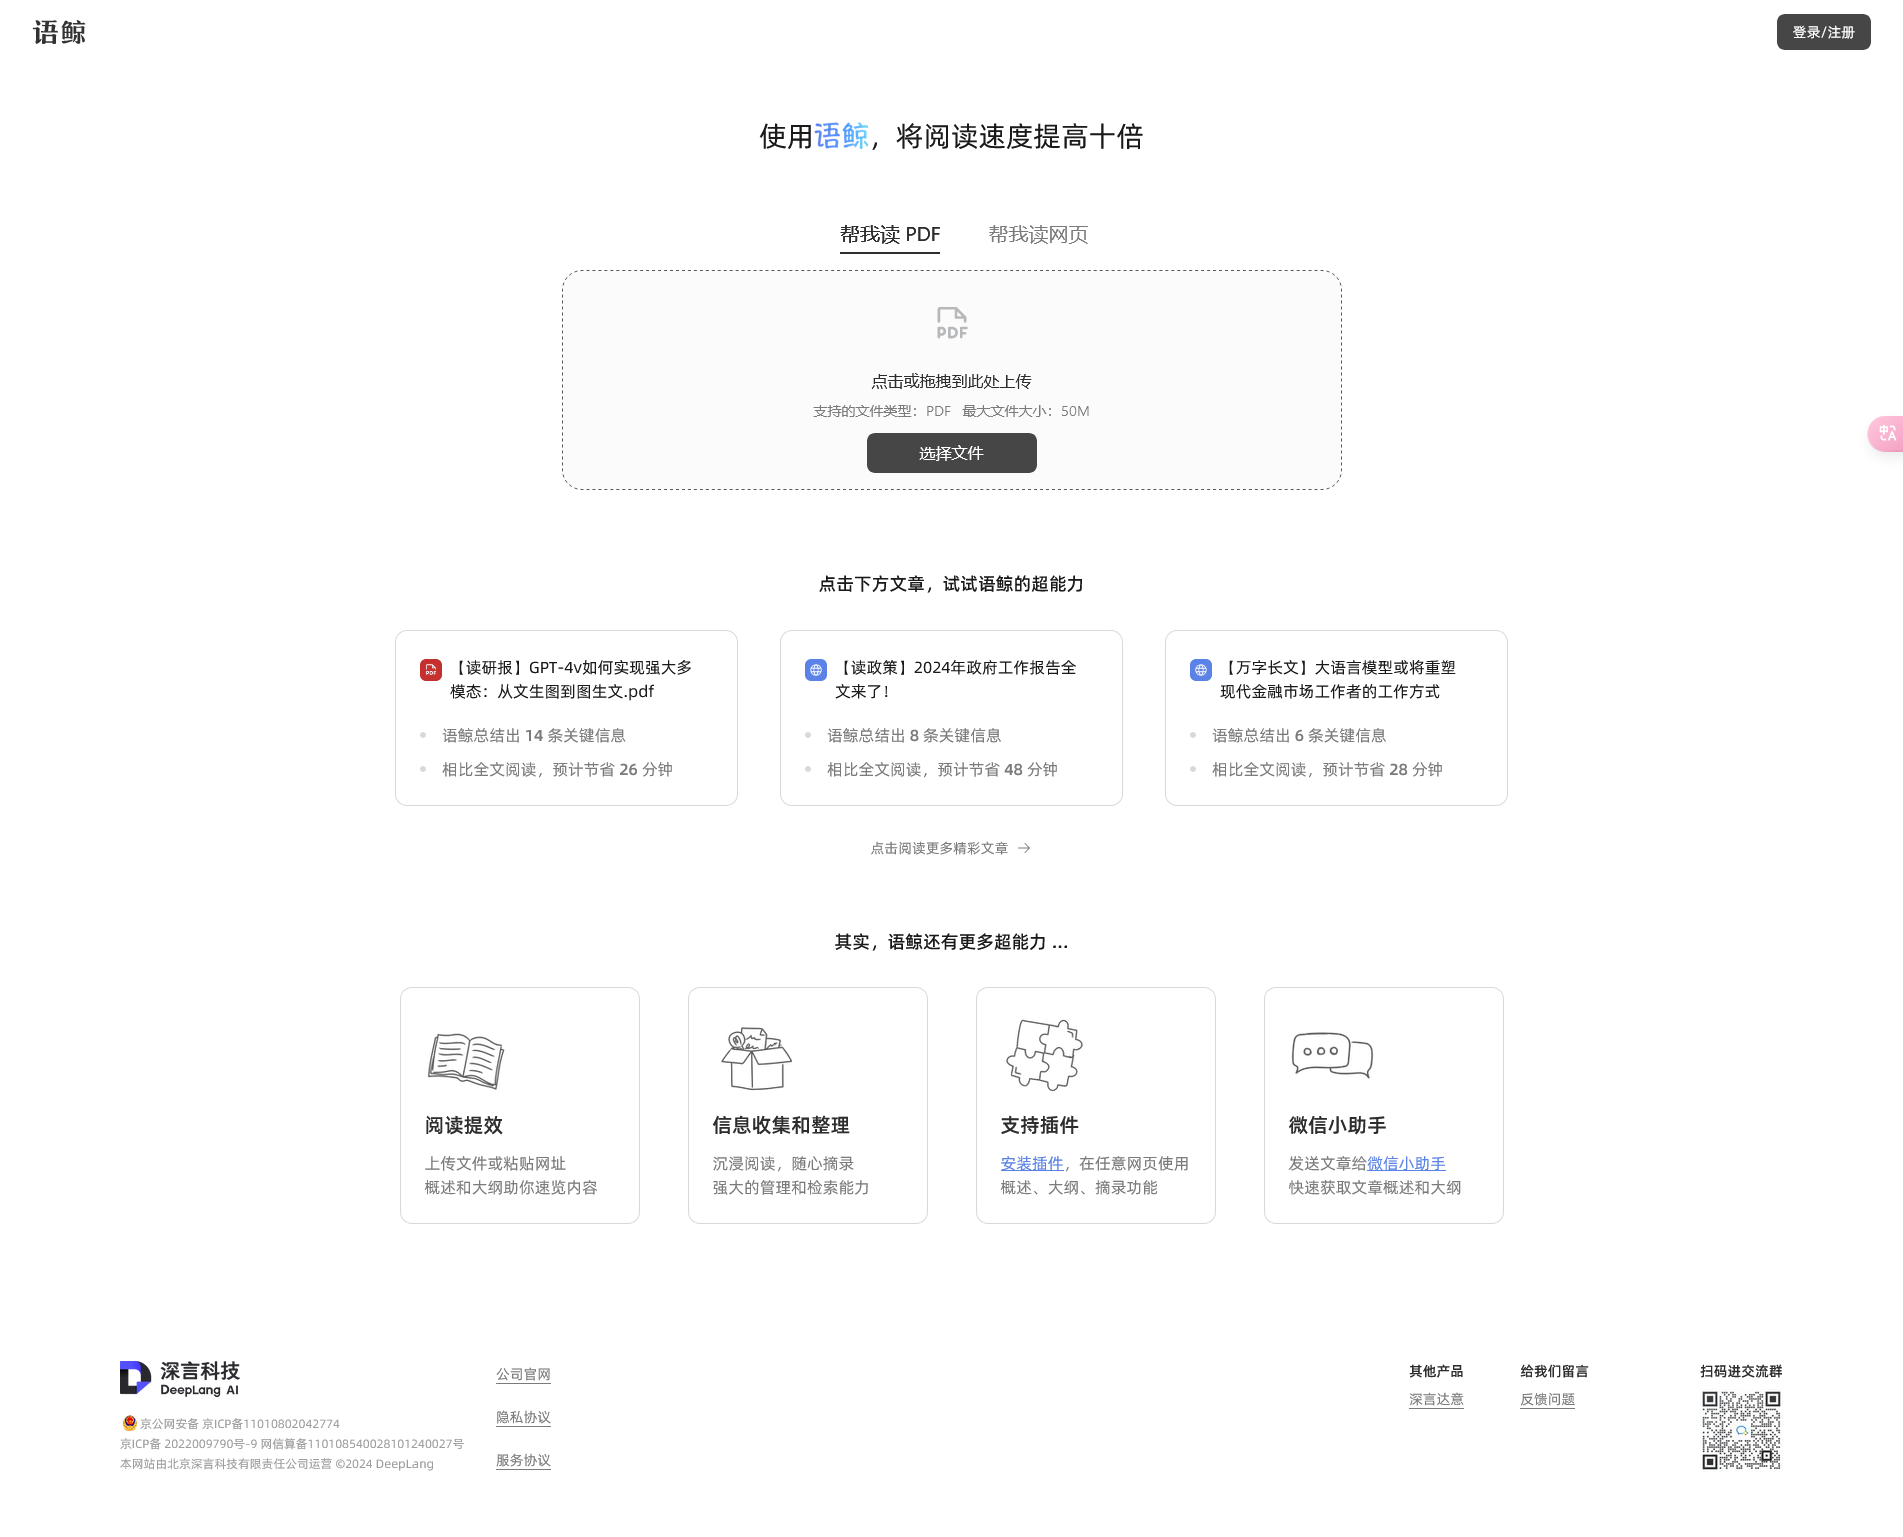 语鲸
登录/注册
使用语鲸，将阅读速度提高十倍
帮我读 PDF
帮我读网页
PDF
点击或拖拽到此处上传
支持的文件类型：PDF 最大文件大小：50M
选择文件
点击下方文章，试试语鲸的超能力
【读研报】GPT-4v如何实现强大多
模态：从文生图到图生文.pdf
语鲸总结出 14 条关键信息
相比全文阅读，预计节省 26 分钟
【读政策】2024年政府工作报告全
文来了！
语鲸总结出 8 条关键信息
相比全文阅读，预计节省 48 分钟
【万字长文】大语言模型或将重塑
现代金融市场工作者的工作方式
语鲸总结出 6 条关键信息
相比全文阅读，预计节省 28 分钟
点击阅读更多精彩文章 →
其实，语鲸还有更多超能力 ...
阅读提效
上传文件或粘贴网址
概述和大纲助你速览内容
信息收集和整理
沉浸阅读，随心摘录
强大的管理和检索能力
支持插件
安装插件，在任意网页使用
概述、大纲、摘录功能
微信小助手
发送文章给微信小助手
快速获取文章概述和大纲
深言科技
DeepLang AI
京公网安备 京ICP备11010802042774
京ICP备 2022009790号-9 网信算备110108540028101240027号
本网站由北京深言科技有限责任公司运营 ©2024 DeepLang
公司官网
隐私协议
服务协议
其他产品
深言达意
给我们留言
反馈问题
扫码进交流群